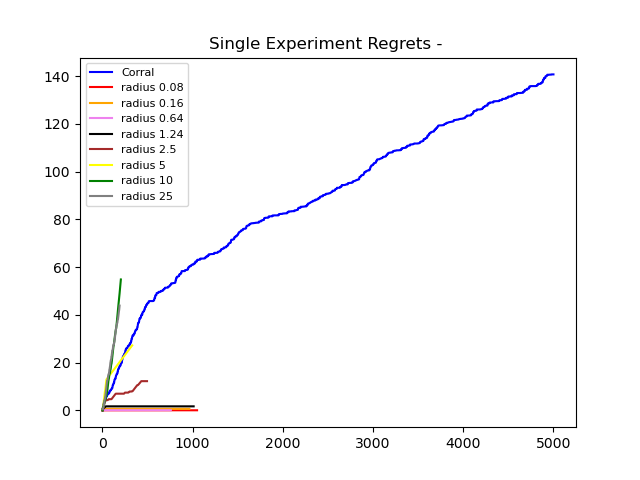 Single Experiment Regrets -
140
120
100
80
60
40
20
0
Corral
radius 0.08
radius 0.16
radius 0.64
radius 1.24
radius 2.5
radius 5
radius 10
radius 25
0 1000 2000 3000 4000 5000